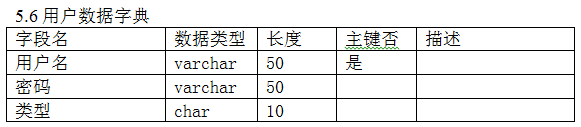 5.6 用户数据字典
字段名 数据类型 长度 主键否 描述
用户名 varchar 50 是
密码 varchar 50
类型 char 10